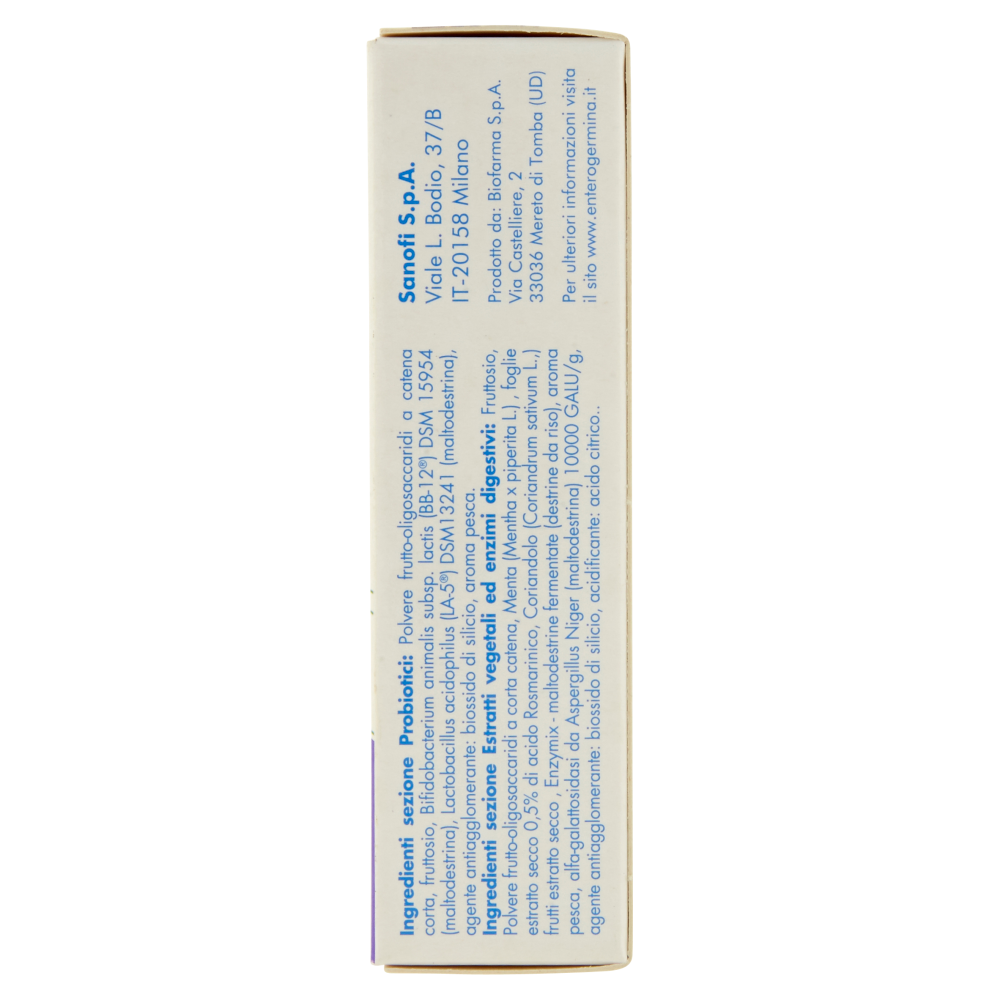 Ingredienti sezione Probiotici: Polvere frutto-oligosaccaridi a catena
corta, fruttosio, Bifidobacterium animalis subsp. lactis (BB-12®) DSM 15954
(maltodestrina), Lactobacillus acidophilus (LA-5®) DSM13241 (maltodestrina),
agente antiagglomerante: biossido di silicio, aroma pesca.
Ingredienti sezione Estratti vegetali ed enzimi digestivi: Fruttosio,
Polvere frutto-oligosaccaridi a corta catena, Menta (Mentha x piperita L.) , foglie
estratto secco 0,5% di acido Rosmarinico, Coriandolo (Coriandrum sativum L.,)
frutti estratto secco , Enzymix - maltodestrine fermentate (destrine da riso), aroma
pesca, alfa-galattosidasi da Aspergillus Niger (maltodestrina) 10000 GALU/g,
agente antiagglomerante: biossido di silicio, acidificante: acido citrico..
Sanofi S.p.A.
Viale L. Bodio, 37/B
IT-20158 Milano
Prodotto da: Biofarma S.p.A.
Via Castelliere, 2
33036 Mereto di Tomba (UD)
Per ulteriori informazioni visita
il sito www.enterogermina.it